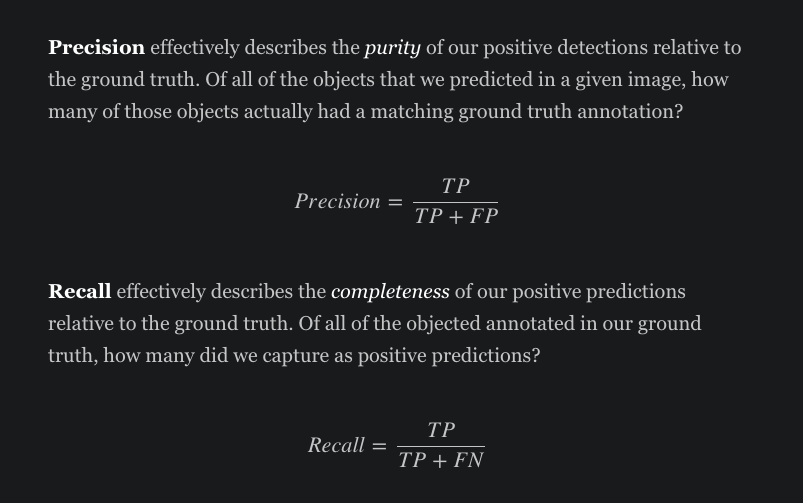 Precision effectively describes the purity of our positive detections relative to
the ground truth. Of all of the objects that we predicted in a given image, how
many of those objects actually had a matching ground truth annotation?
Precision = TP / TP + FP
Recall effectively describes the completeness of our positive predictions
relative to the ground truth. Of all of the objected annotated in our ground
truth, how many did we capture as positive predictions?
Recall = TP / TP + FN